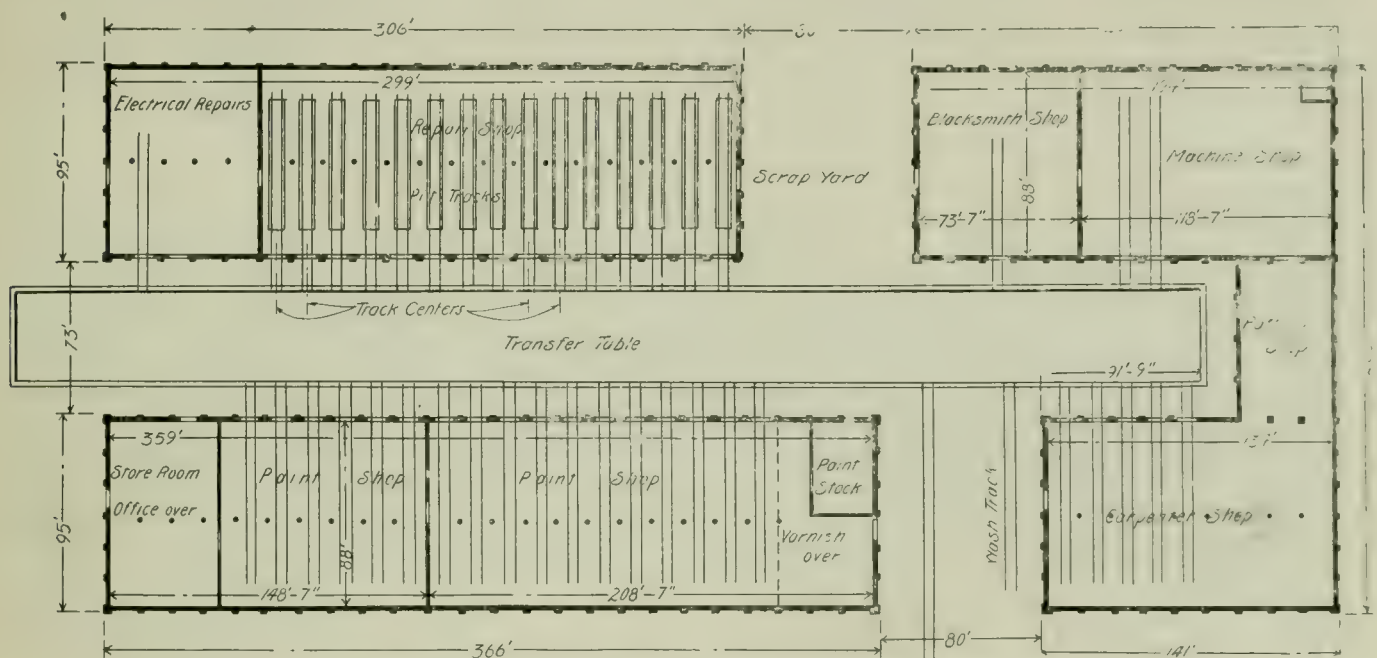 306'
299'
Electrical Repairs
Repair Shop
Pit Tracks
95'
Scrap Yard
Blacksmith Shop
Machine Shop
88'
73'-7"
118'-7"
Track Centers
73'
Transfer Table
91'-9"
359'
Store Room
Office over
Paint Shop
Paint Shop
Paint
Stock
Varnish
over
95'
88'
148'-7"
208'-7"
Wash Track
Carpenter Shop
366'
80'
141'